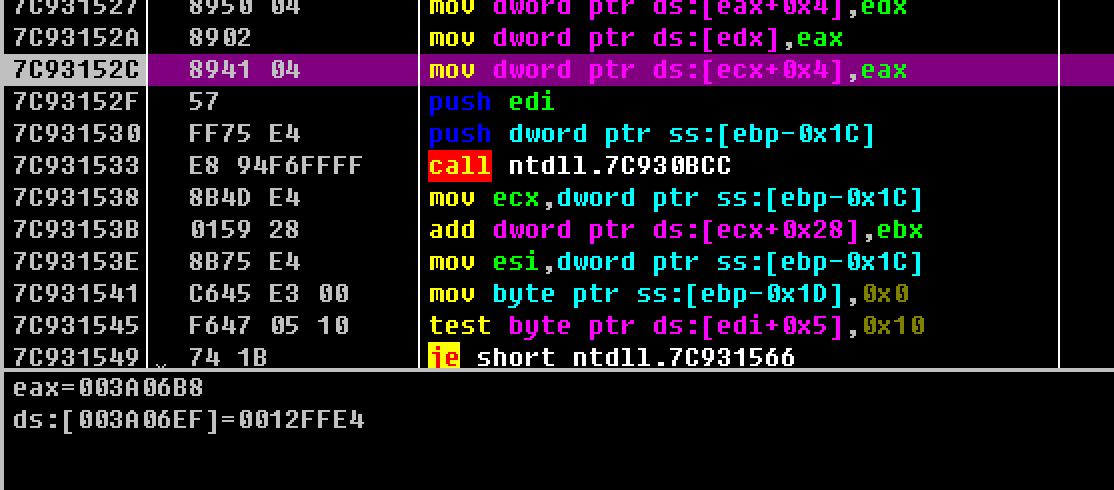 7C931527 8950 04 mov dword ptr ds:[eax+0x4],edx
7C93152A 8902 mov dword ptr ds:[edx],eax
7C93152C 8941 04 mov dword ptr ds:[ecx+0x4],eax
7C93152F 57 push edi
7C931530 FF75 E4 push dword ptr ss:[ebp-0x1C]
7C931533 E8 94F6FFFF call ntdll.7C930BCC
7C931538 8B4D E4 mov ecx,dword ptr ss:[ebp-0x1C]
7C93153B 0159 28 add dword ptr ds:[ecx+0x28],ebx
7C93153E 8B75 E4 mov esi,dword ptr ss:[ebp-0x1C]
7C931541 C645 E3 00 mov byte ptr ss:[ebp-0x1D],0x0
7C931545 F647 05 10 test byte ptr ds:[edi+0x5],0x10
7C931549 74 1B je short ntdll.7C931566
eax=003A06B8
ds:[003A06EF]=0012FFE4